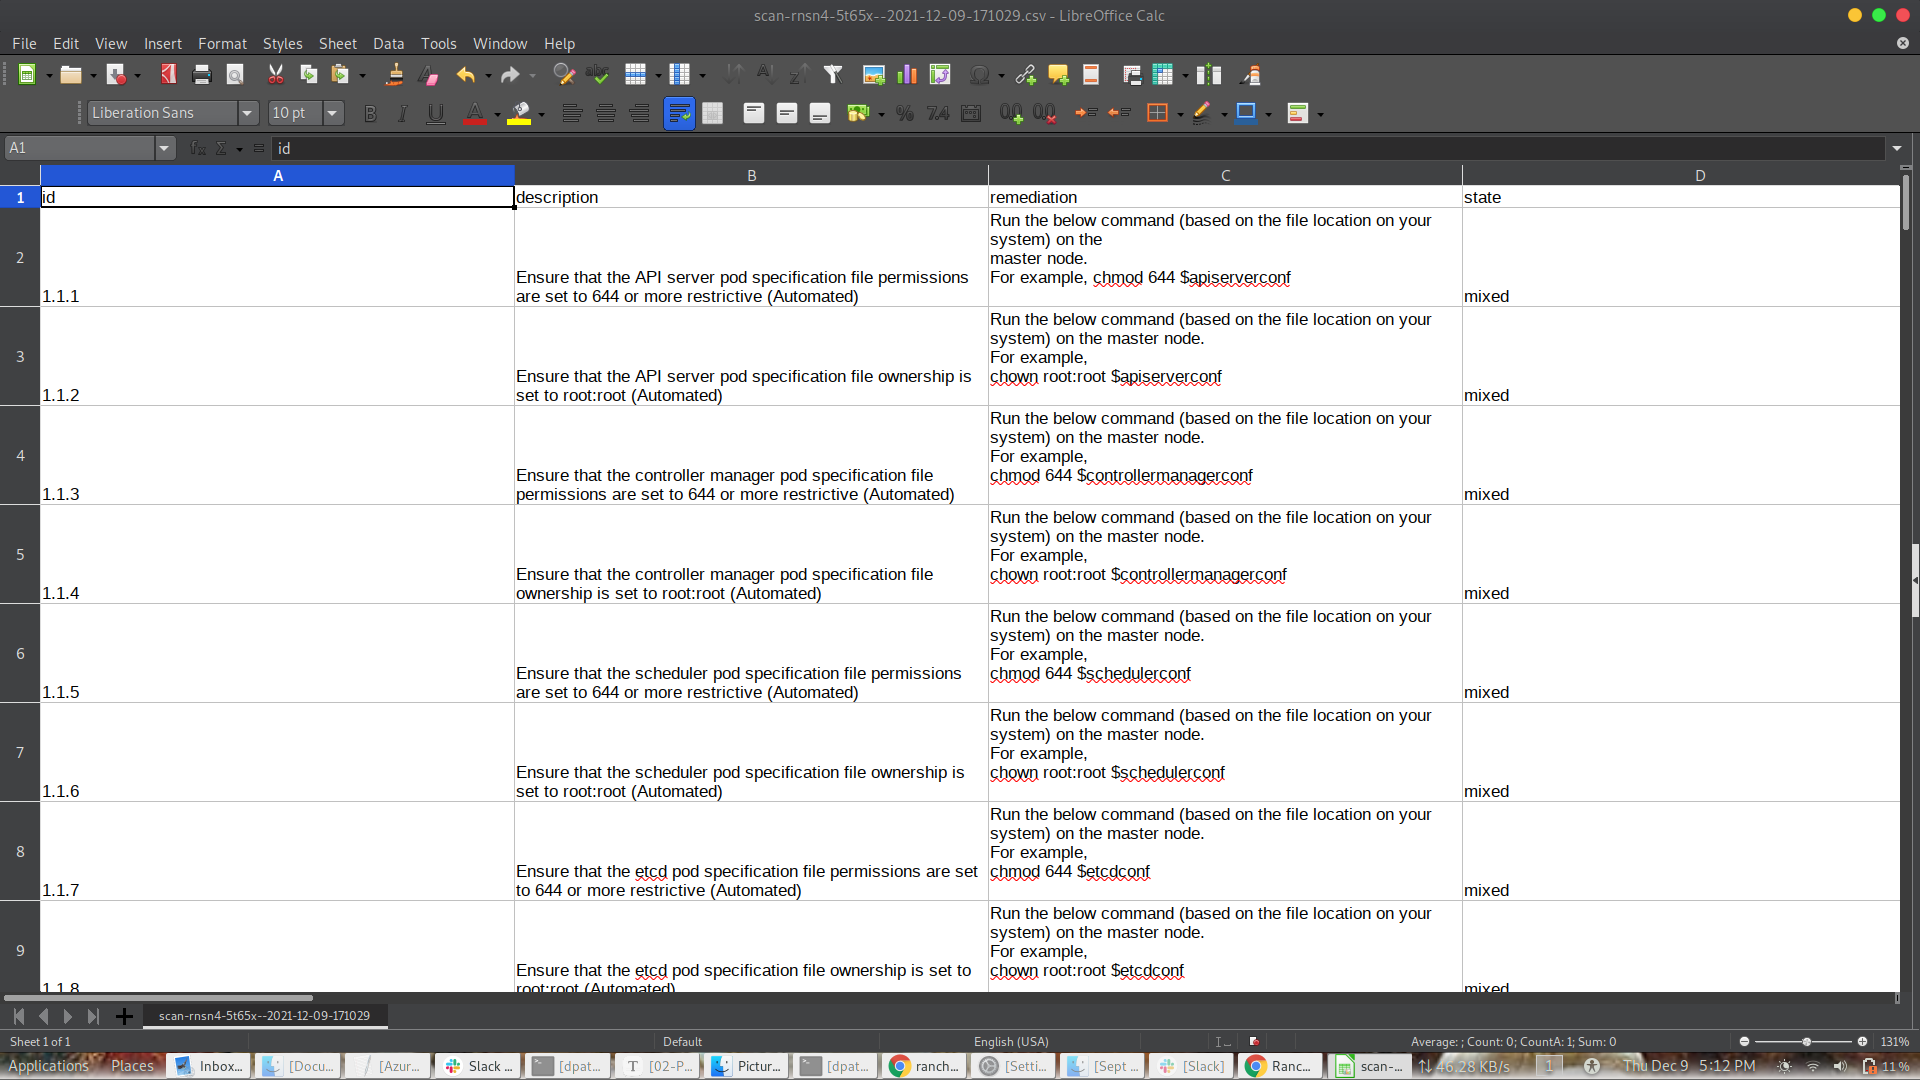 scan-rnsn4-5t65x--2021-12-09-171029.csv - LibreOffice Calc
File Edit View Insert Format Styles Sheet Data Tools Window Help
Liberation Sans 10 pt
A1 id
A B C D
1 id description remediation state
2
1.1.1
Ensure that the API server pod specification file permissions
are set to 644 or more restrictive (Automated)
Run the below command (based on the file location on your
system) on the
master node.
For example, chmod 644 $apiserverconf
mixed
3
1.1.2
Ensure that the API server pod specification file ownership is
set to root:root (Automated)
Run the below command (based on the file location on your
system) on the master node.
For example,
chown root:root $apiserverconf
mixed
4
1.1.3
Ensure that the controller manager pod specification file
permissions are set to 644 or more restrictive (Automated)
Run the below command (based on the file location on your
system) on the master node.
For example,
chmod 644 $controllermanagerconf
mixed
5
1.1.4
Ensure that the controller manager pod specification file
ownership is set to root:root (Automated)
Run the below command (based on the file location on your
system) on the master node.
For example,
chown root:root $controllermanagerconf
mixed
6
1.1.5
Ensure that the scheduler pod specification file permissions
are set to 644 or more restrictive (Automated)
Run the below command (based on the file location on your
system) on the master node.
For example,
chmod 644 $schedulerconf
mixed
7
1.1.6
Ensure that the scheduler pod specification file ownership is
set to root:root (Automated)
Run the below command (based on the file location on your
system) on the master node.
For example,
chown root:root $schedulerconf
mixed
8
1.1.7
Ensure that the etcd pod specification file permissions are set
to 644 or more restrictive (Automated)
Run the below command (based on the file location on your
system) on the master node.
For example,
chmod 644 $etcdconf
mixed
9
1.1.8
Ensure that the etcd pod specification file ownership is set to
root:root (Automated)
Run the below command (based on the file location on your
system) on the master node.
For example,
chown root:root $etcdconf
mixed
scan-rnsn4-5t65x--2021-12-09-171029
Sheet 1 of 1 Default English (USA) Average: ; Count: 0; CountA: 1; Sum: 0 131%
Applications Places Inbox... [Docu... [Azur... Slack ... [dpat... [02-P... Pictur... [dpat... ranch... [Setti... [Sept ... [Slack] Ranc... scan-... 46.28 KB/s 1 Thu Dec 9 5:12 PM 11 %